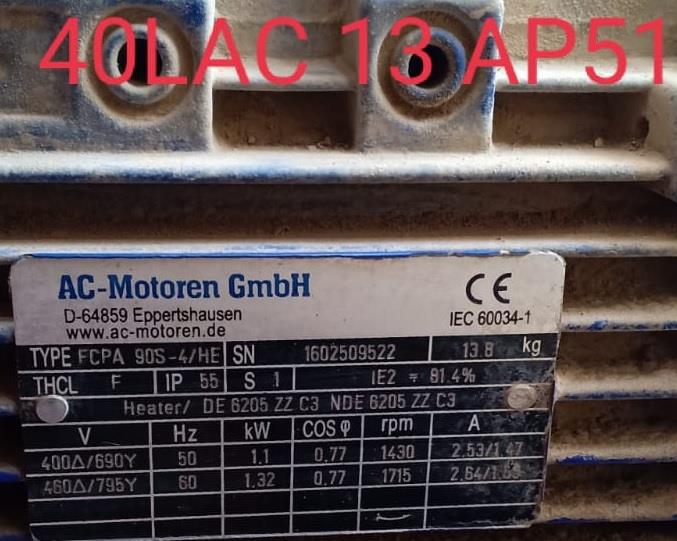 40LAC 13 AP51
AC-Motoren GmbH CE
D-64859 Eppertshausen
www.ac-motoren.de IEC 60034-1
TYPE FCPA 90S-4/HE SN 1602509522 13.8 kg
THCL F IP 55 S 1 IE2 = 81.4%
Heater/ DE 6205 ZZ C3 NDE 6205 ZZ C3
V Hz kW COS φ rpm A
400Δ/690Y 50 1.1 0.77 1430 2.53/1.47
460Δ/795Y 60 1.32 0.77 1715